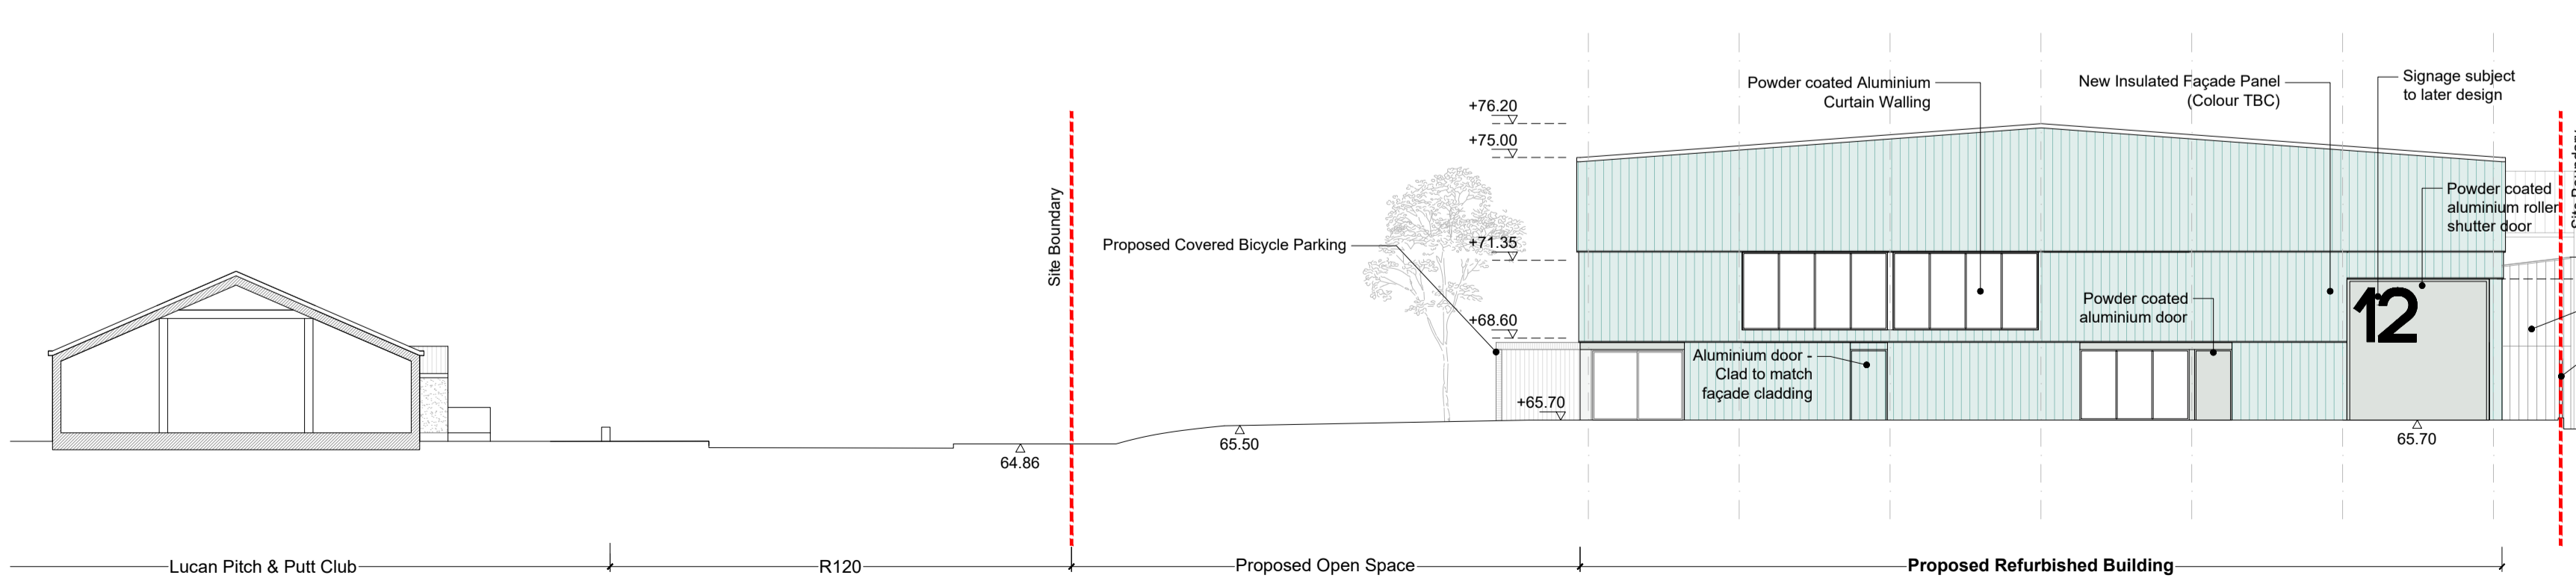 Signage subject
to later design
Powder coated Aluminium
Curtain Walling
New Insulated Façade Panel
(Colour TBC)
+76.20
+75.00
Site Boundary
Powder coated
aluminium roller
shutter door
Proposed Covered Bicycle Parking
+71.35
+68.60
12
Powder coated
aluminium door
Aluminium door -
Clad to match
façade cladding
+65.70
65.50
64.86
65.70
Lucan Pitch & Putt Club
R120
Proposed Open Space
Proposed Refurbished Building